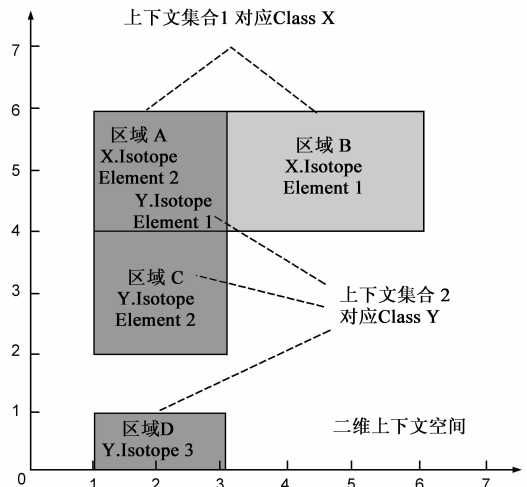 上下文集合1 对应Class X
7
6
5
4
3
2
1
0
区域 A
X.Isotope
Element 2
Y.Isotope
Element 1
区域 B
X.Isotope
Element 1
区域 C
Y.Isotope
Element 2
上下文集合 2
对应Class Y
区域D
Y.Isotope 3
二维上下文空间
1 2 3 4 5 6 7